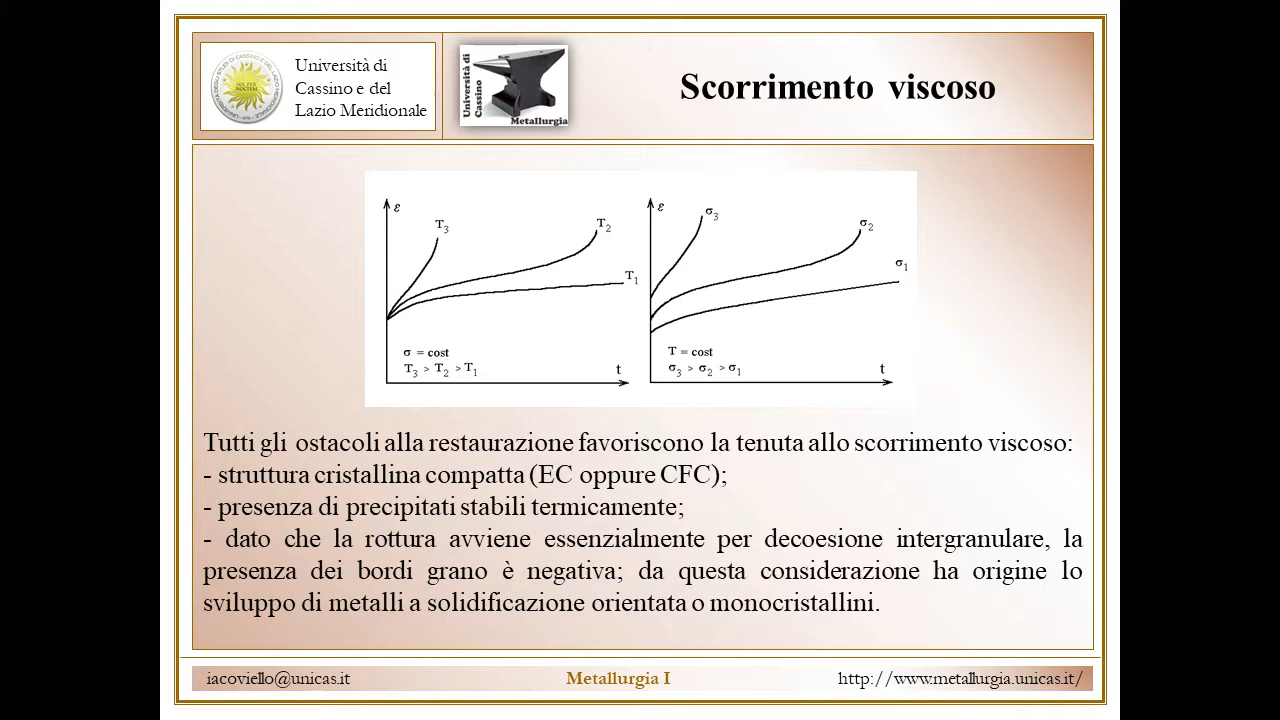 Università di
Cassino e del
Lazio Meridionale
Università di
Cassino
Metallurgia
Scorrimento viscoso
ε
T3
T2
T1
σ = cost
T3 > T2 > T1
t
ε
σ3
σ2
σ1
T = cost
σ3 > σ2 > σ1
t
Tutti gli ostacoli alla restaurazione favoriscono la tenuta allo scorrimento viscoso:
- struttura cristallina compatta (EC oppure CFC);
- presenza di precipitati stabili termicamente;
- dato che la rottura avviene essenzialmente per decoesione intergranulare, la
presenza dei bordi grano è negativa; da questa considerazione ha origine lo
sviluppo di metalli a solidificazione orientata o monocristallini.
iacoviello@unicas.it
Metallurgia I
http://www.metallurgia.unicas.it/